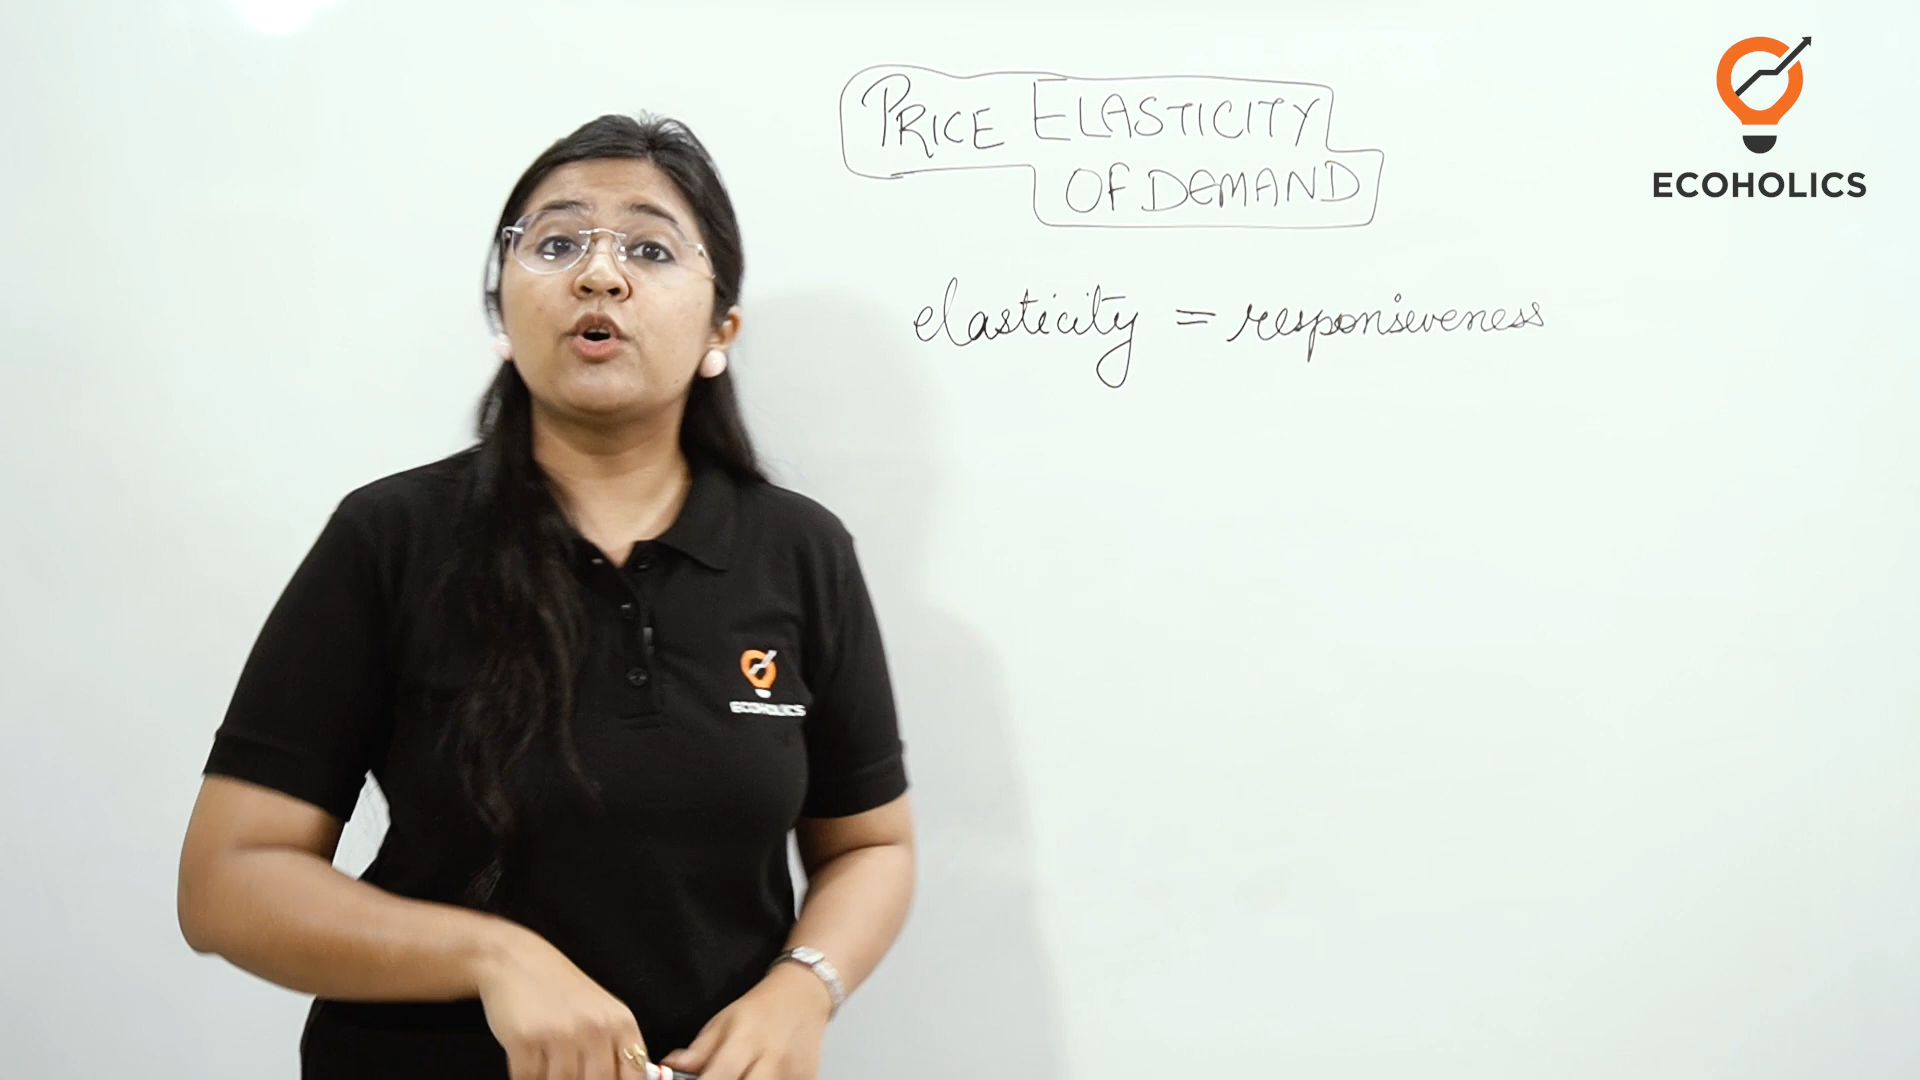 PRICE ELASTICITY
OF DEMAND
elasticity = responsiveness
ECOHOLICS
ECOHOLICS